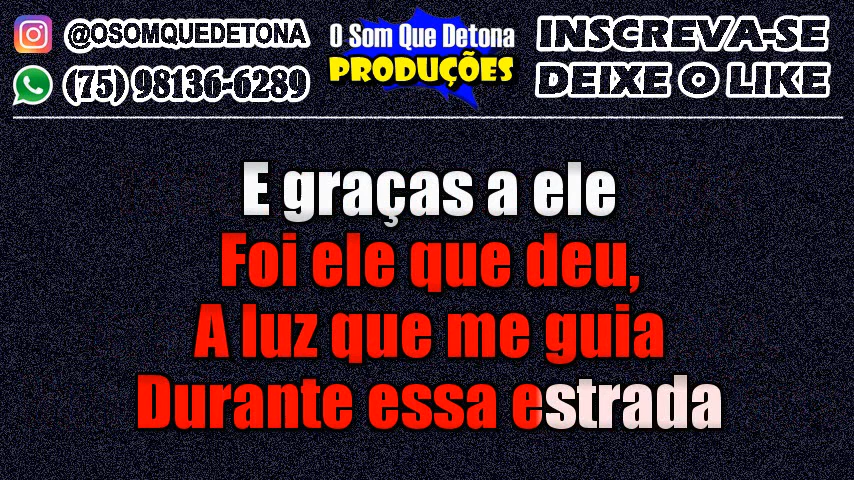 @OSOMQUEDETONA
(75) 98136-6289
O Som Que Detona
PRODUÇÕES
INSCREVA-SE
DEIXE O LIKE
E graças a ele
Foi ele que deu,
A luz que me guia
Durante essa estrada